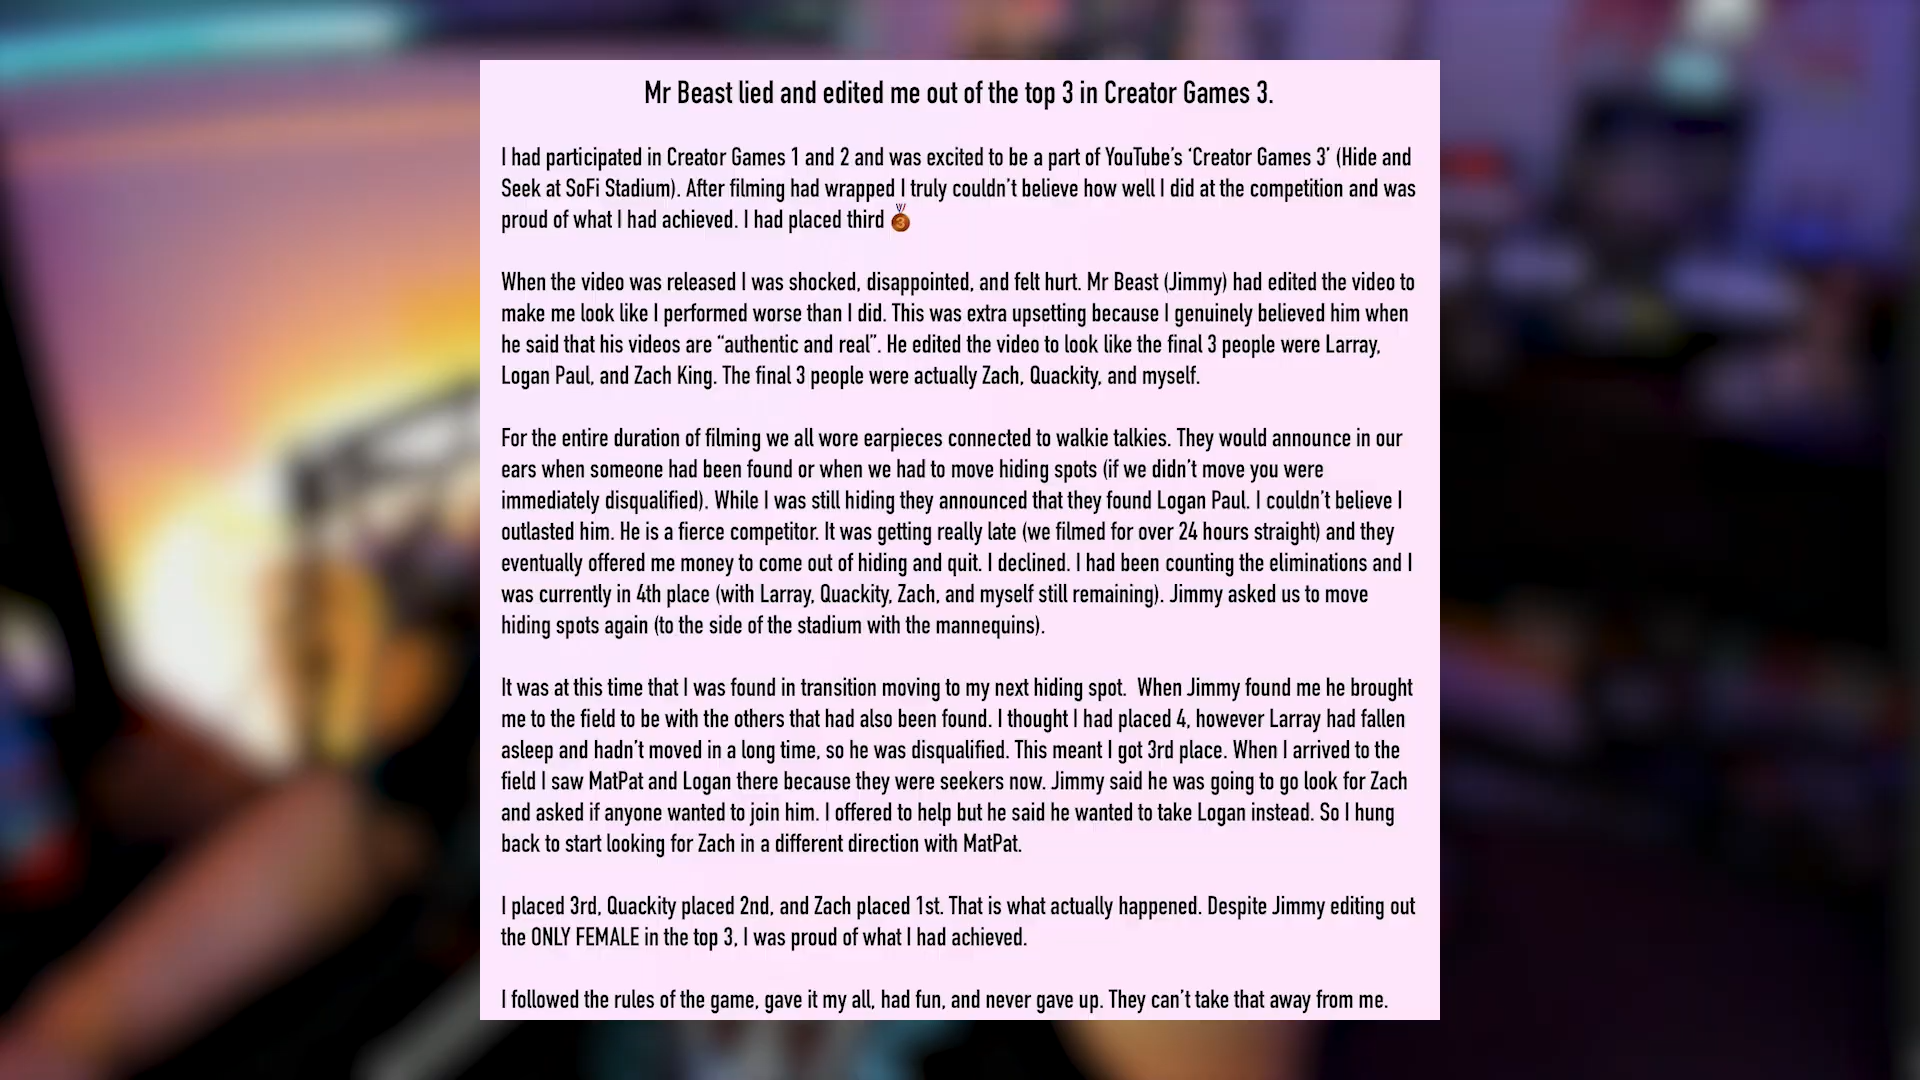 Mr Beast lied and edited me out of the top 3 in Creator Games 3.
I had participated in Creator Games 1 and 2 and was excited to be a part of YouTube's 'Creator Games 3' (Hide and
Seek at SoFi Stadium). After filming had wrapped I truly couldn't believe how well I did at the competition and was
proud of what I had achieved. I had placed third 🥉
When the video was released I was shocked, disappointed, and felt hurt. Mr Beast (Jimmy) had edited the video to
make me look like I performed worse than I did. This was extra upsetting because I genuinely believed him when
he said that his videos are “authentic and real”. He edited the video to look like the final 3 people were Larray,
Logan Paul, and Zach King. The final 3 people were actually Zach, Quackity, and myself.
For the entire duration of filming we all wore earpieces connected to walkie talkies. They would announce in our
ears when someone had been found or when we had to move hiding spots (if we didn't move you were
immediately disqualified). While I was still hiding they announced that they found Logan Paul. I couldn't believe I
outlasted him. He is a fierce competitor. It was getting really late (we filmed for over 24 hours straight) and they
eventually offered me money to come out of hiding and quit. I declined. I had been counting the eliminations and I
was currently in 4th place (with Larray, Quackity, Zach, and myself still remaining). Jimmy asked us to move
hiding spots again (to the side of the stadium with the mannequins).
It was at this time that I was found in transition moving to my next hiding spot.  When Jimmy found me he brought
me to the field to be with the others that had also been found. I thought I had placed 4, however Larray had fallen
asleep and hadn't moved in a long time, so he was disqualified. This meant I got 3rd place. When I arrived to the
field I saw MatPat and Logan there because they were seekers now. Jimmy said he was going to go look for Zach
and asked if anyone wanted to join him. I offered to help but he said he wanted to take Logan instead. So I hung
back to start looking for Zach in a different direction with MatPat.
I placed 3rd, Quackity placed 2nd, and Zach placed 1st. That is what actually happened. Despite Jimmy editing out
the ONLY FEMALE in the top 3, I was proud of what I had achieved.
I followed the rules of the game, gave it my all, had fun, and never gave up. They can't take that away from me.